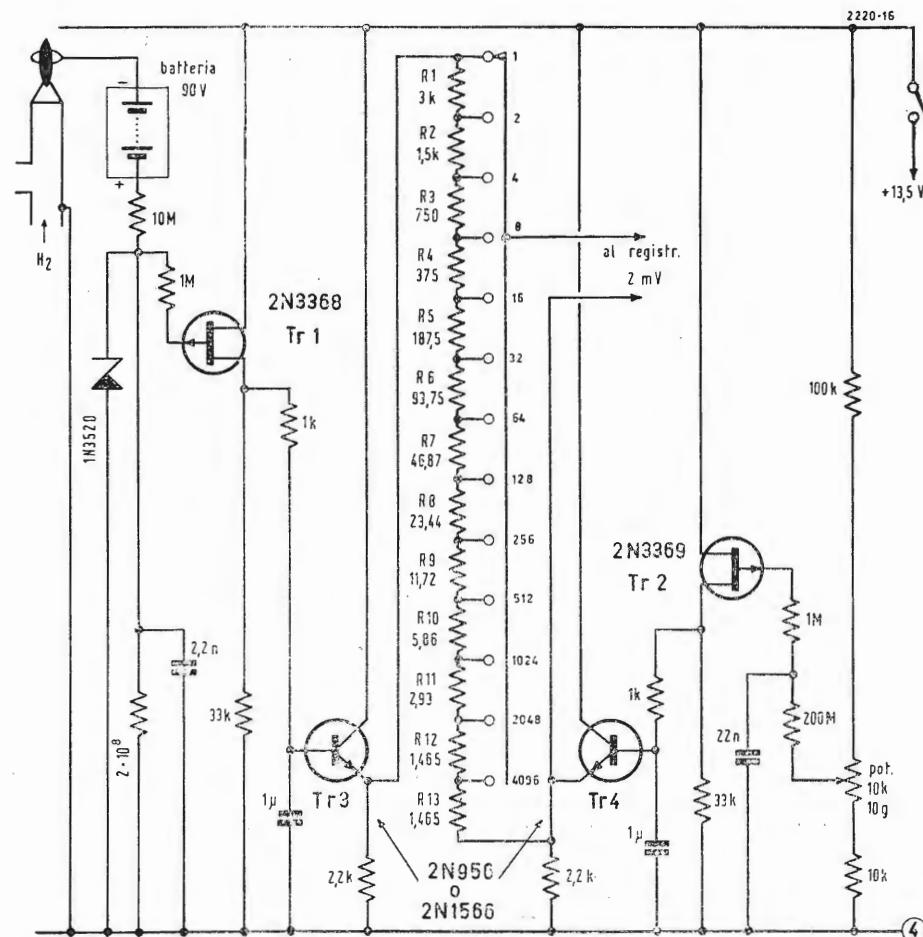 2220-16
batteria
90V
-
+
10M
H2
1M
2N3368
Tr 1
1N3520
1k
2·10⁸
2,2n
33k
1µ
Tr3
2,2k
R1
3k
R2
1,5k
R3
750
R4
375
R5
187,5
R6
93,75
R7
46,87
R8
23,44
R9
11,72
R10
5,86
R11
2,93
R12
1,465
R13
1,465
1
2
4
8
16
32
64
128
256
512
1024
2048
4096
al registr.
2 mV
+13,5 V
100k
2N3369
Tr 2
1M
1k
200M
22n
33k
pot.
10k
10g
10k
Tr4
1µ
2,2k
2N956
o
2N1566
4